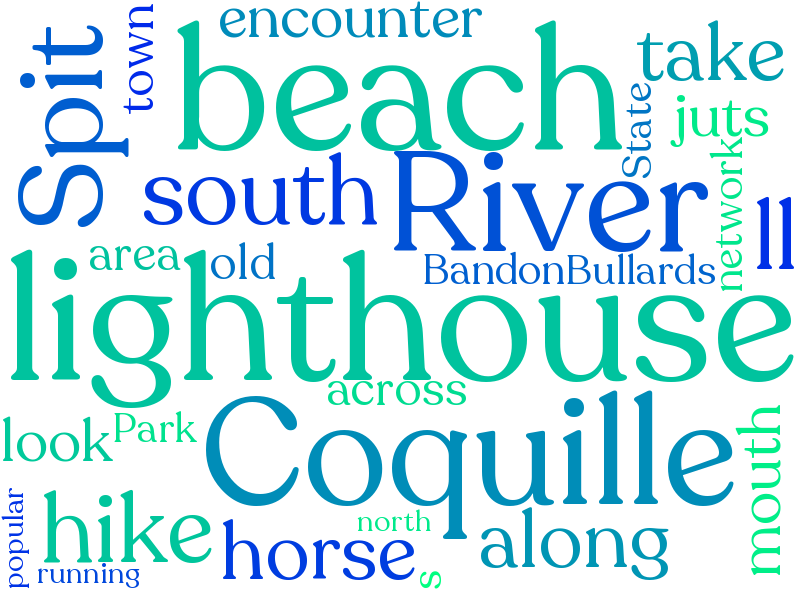 encounter
town
Spit
beach
take
juts
State
south
River
network
ll
area
old
BandonBullards
lighthouse
across
look
Park
Coquille
mouth
popular
hike
north
horse
along
running
s